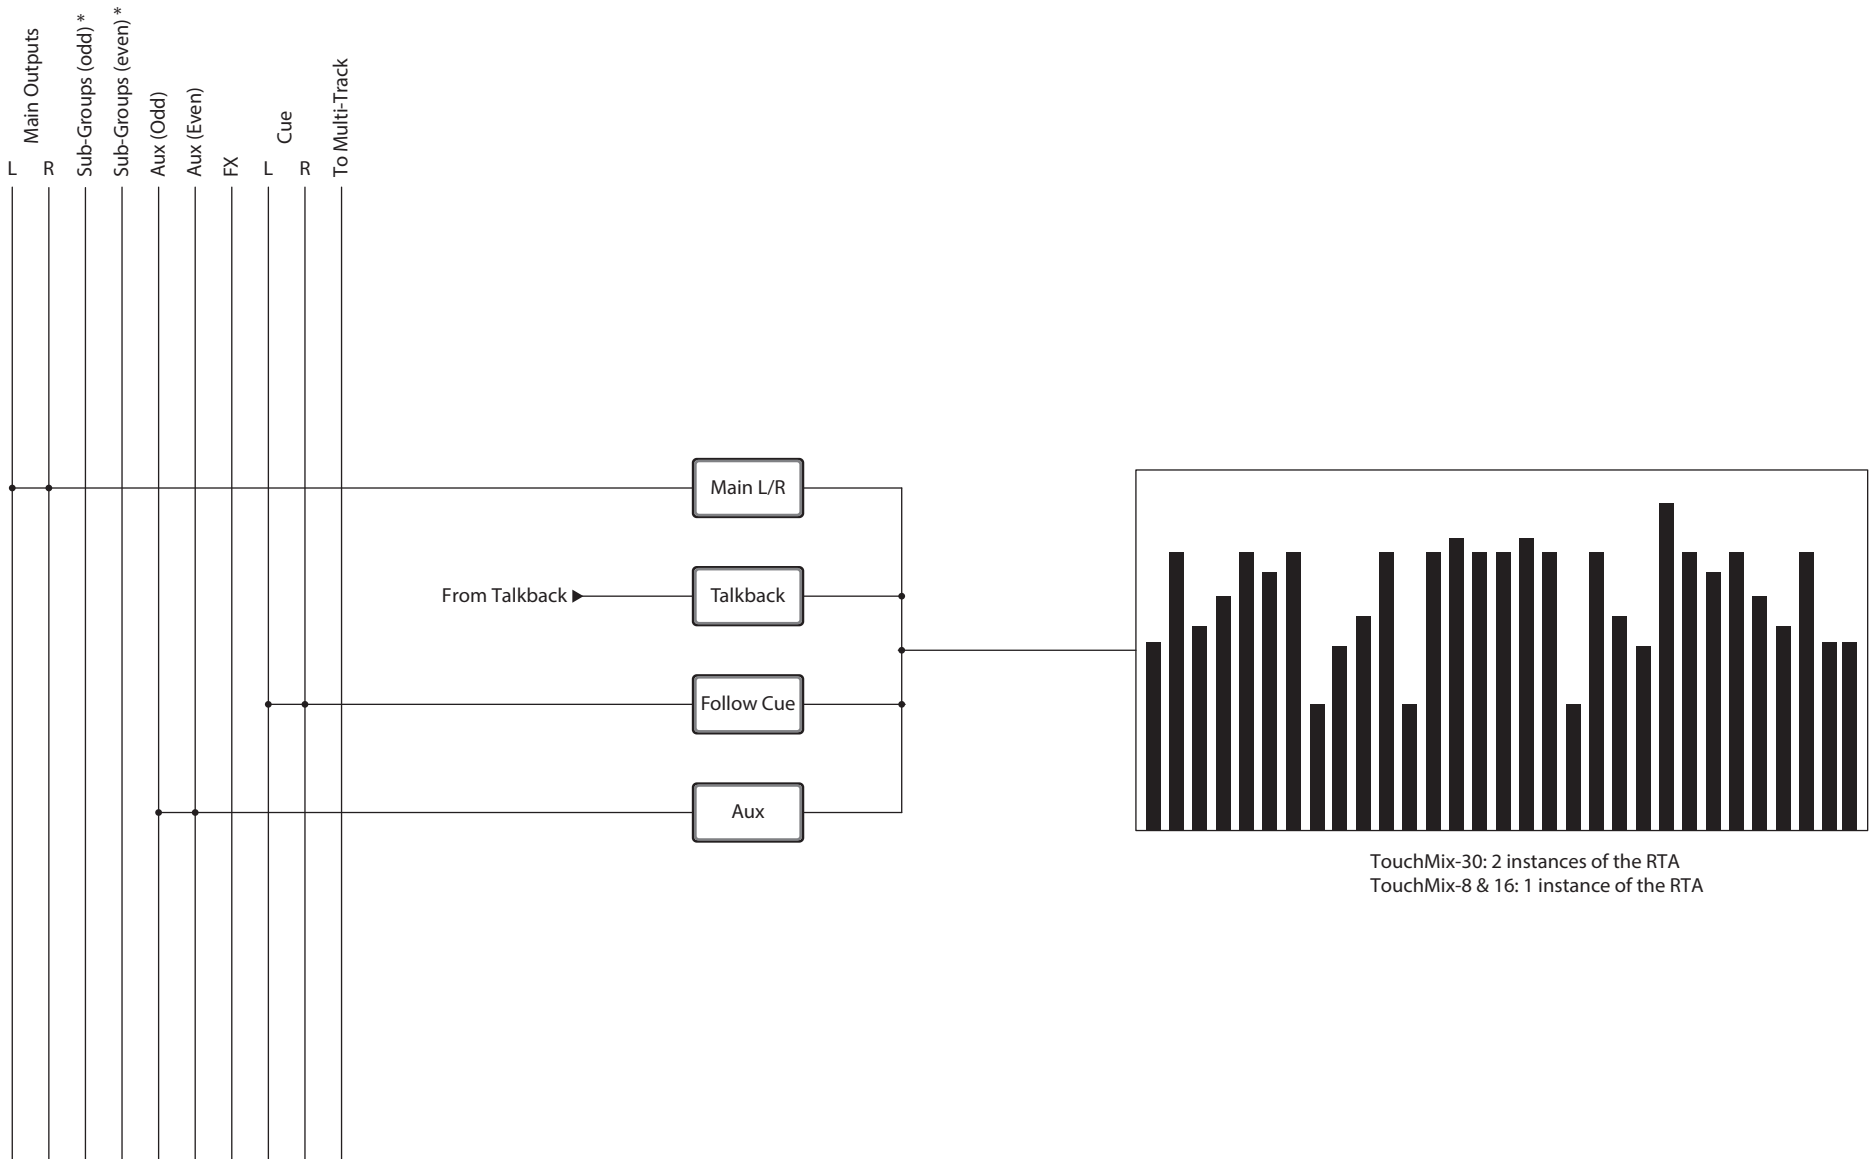 Main Outputs
Sub-Groups (odd) *
Sub-Groups (even) *
Aux (Odd)
Aux (Even)
FX
Cue
To Multi-Track
L
R
L
R
Main L/R
From Talkback
Talkback
Follow Cue
Aux
TouchMix-30: 2 instances of the RTA
TouchMix-8 & 16: 1 instance of the RTA